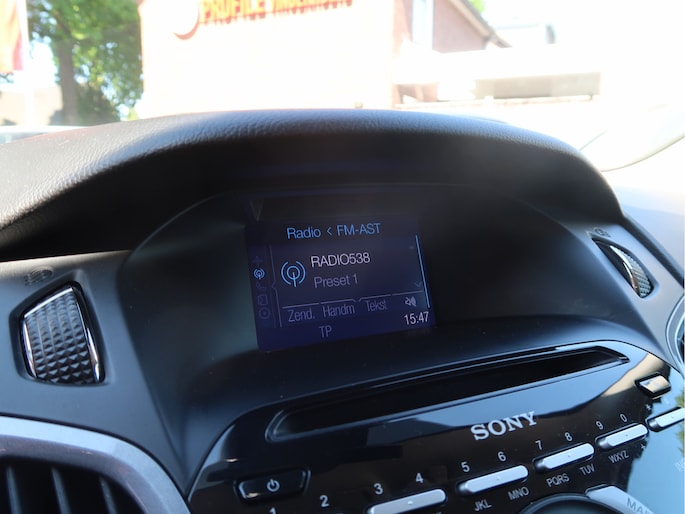 PROFILE
Radio < FM-AST
RADIO538
Preset 1
Zend. Handm Tekst
15:47
TP
SONY
1 2 3 4 5 6 7 8 9 0
JKL MNO PQRS TUV WXYZ